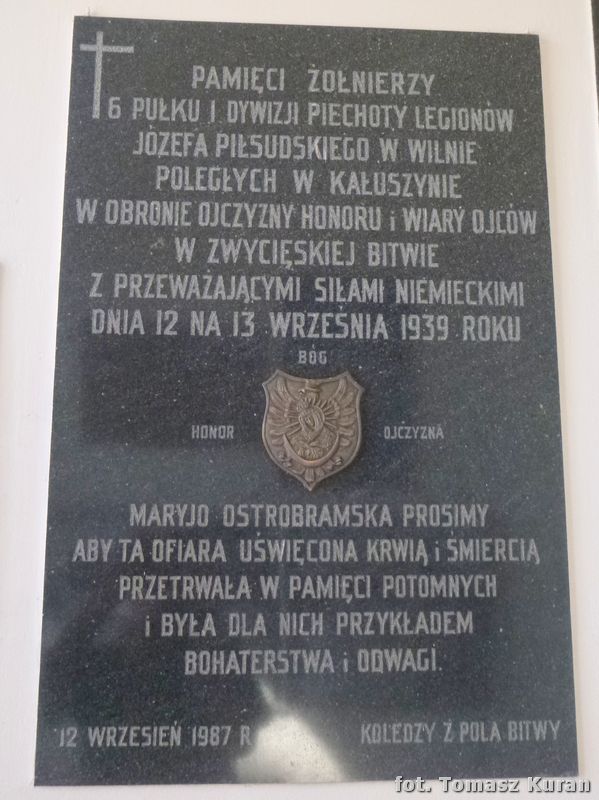 PAMIĘCI ŻOŁNIERZY
6 PUŁKU I DYWIZJI PIECHOTY LEGIONÓW
JÓZEFA PIŁSUDSKIEGO W WILNIE
POLEGŁYCH W KAŁUSZYNIE
W OBRONIE OJCZYZNY HONORU i WIARY OJCÓW
W ZWYCIĘSKIEJ BITWIE
Z PRZEWAŻAJĄCYMI SIŁAMI NIEMIECKIMI
DNIA 12 NA 13 WRZEŚNIA 1939 ROKU
BÓG
HONOR OJCZYZNA
MARYJO OSTROBRAMSKA PROSIMY
ABY TA OFIARA UŚWIĘCONA KRWIĄ i ŚMIERCIĄ
PRZETRWAŁA W PAMIĘCI POTOMNYCH
i BYŁA DLA NICH PRZYKŁADEM
BOHATERSTWA i ODWAGI.
12 WRZESIEŃ 1987 R KOLEDZY Z POLA BITWY
fot. Tomasz Kuran